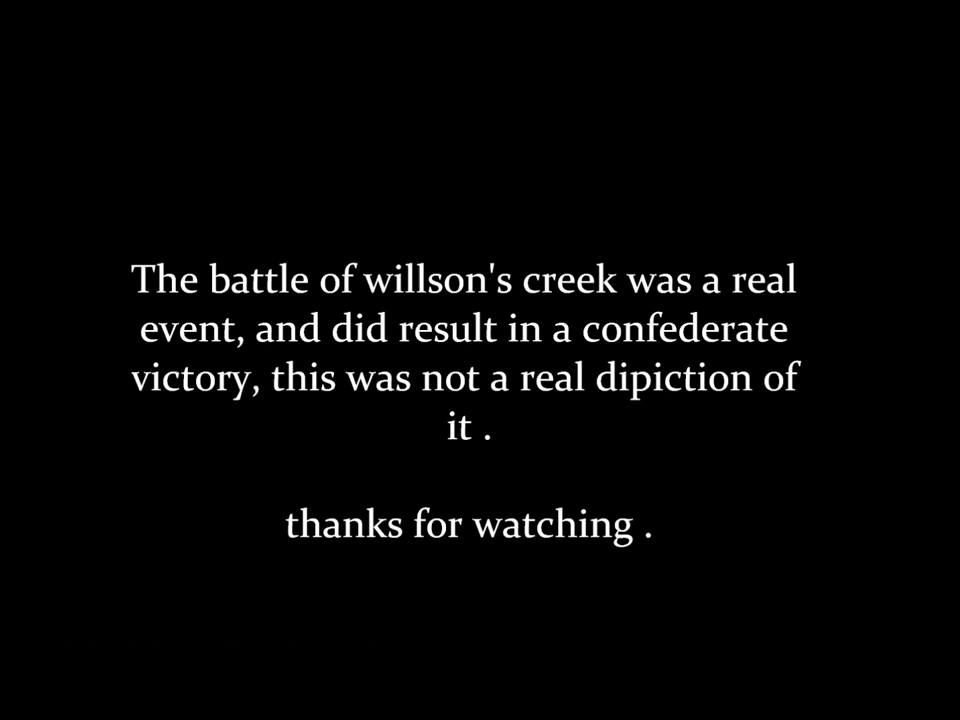 The battle of willson's creek was a real
event, and did result in a confederate
victory, this was not a real dipiction of
it .
thanks for watching .